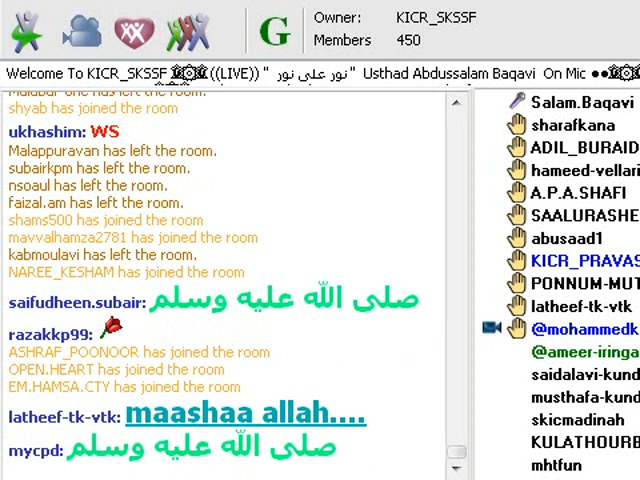 G
Owner: KICR_SKSSF
Members 450
Welcome To KICR_SKSSF ((LIVE)) " نور على نور " Usthad Abdussalam Baqavi On Mic ●●
Malabar one has left the room.
shyab has joined the room
ukhashim: WS
Malappuravan has left the room.
subairkpm has left the room.
nsoaul has left the room.
faizal.am has left the room.
shams500 has joined the room
mavvalhamza2781 has joined the room
kabmoulavi has left the room.
NAREE_KESHAM has joined the room
saifudheen.subair: صلى الله عليه وسلم
razakkp99:
ASHRAF_POONOOR has joined the room
OPEN.HEART has joined the room
EM.HAMSA.CTY has joined the room
latheef-tk-vtk: maashaa allah....
mycpd: صلى الله عليه وسلم
Salam.Baqavi
sharafkana
ADIL_BURAID
hameed-vellari
A.P.A.SHAFI
SAALURASHE
abusaad1
KICR_PRAVAS
PONNUM-MUT
latheef-tk-vtk
@mohammedk
@ameer-iringa
saidalavi-kund
musthafa-kund
skicmadinah
KULATHOURB
mhtfun